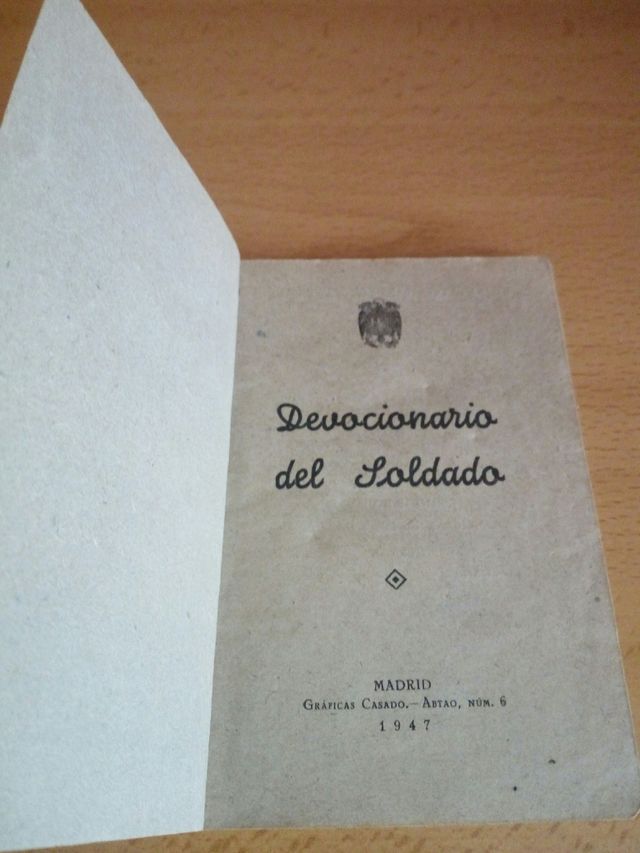 Devocionario
del Soldado
MADRID
GRÁFICAS CASADO.—ABTAO, NÚM. 6
1947